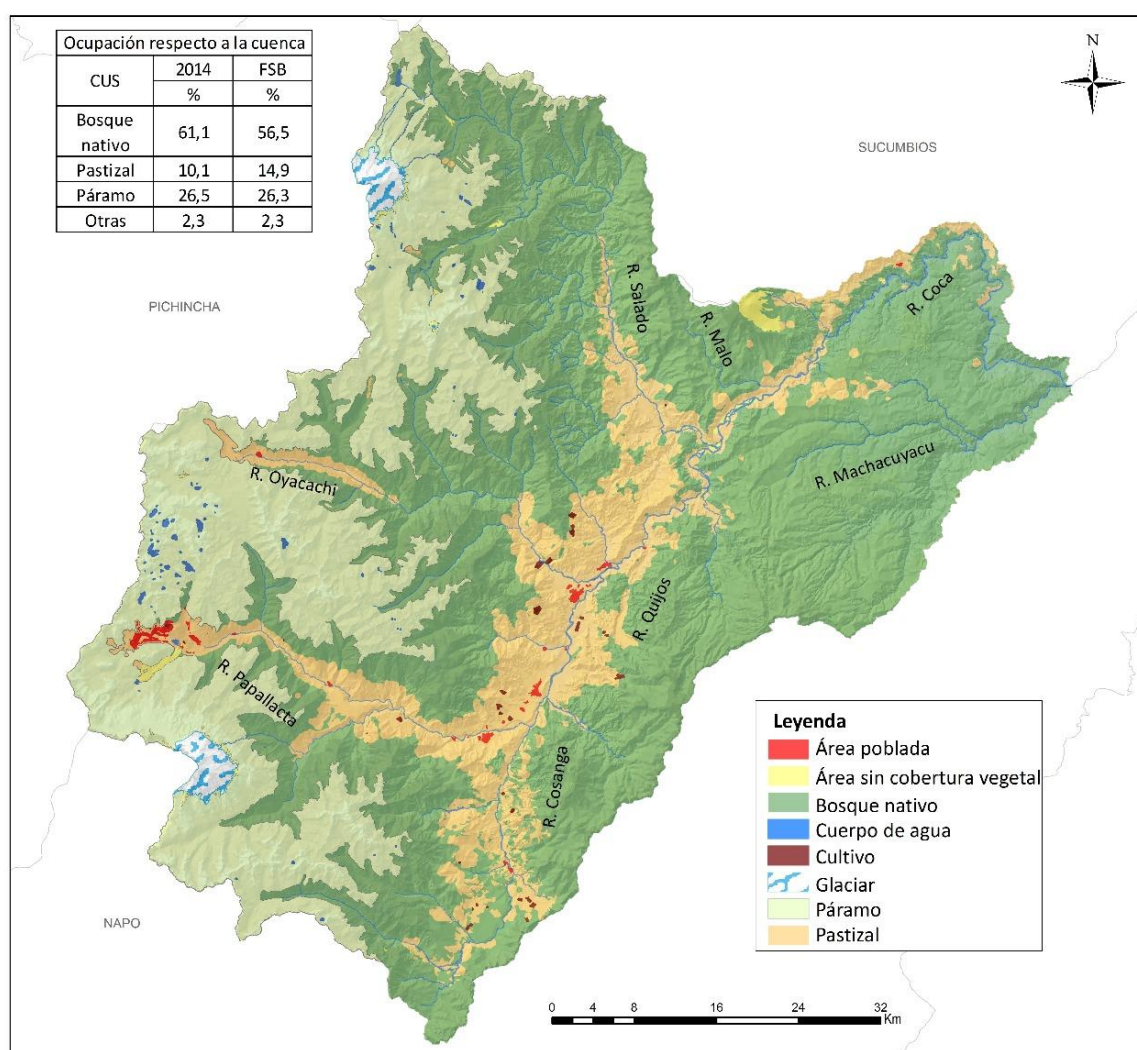 Ocupación respecto a la cuenca
CUS 2014 FSB
% %
Bosque
nativo 61,1 56,5
Pastizal 10,1 14,9
Páramo 26,5 26,3
Otras 2,3 2,3
N
SUCUMBIOS
PICHINCHA
R. Salado
R. Malo
R. Coca
R. Machacuyacu
R. Oyacachi
R. Quijos
R. Papallacta
R. Cosanga
NAPO
Leyenda
Área poblada
Área sin cobertura vegetal
Bosque nativo
Cuerpo de agua
Cultivo
Glaciar
Páramo
Pastizal
0 2 4 8 16 24 32
Km